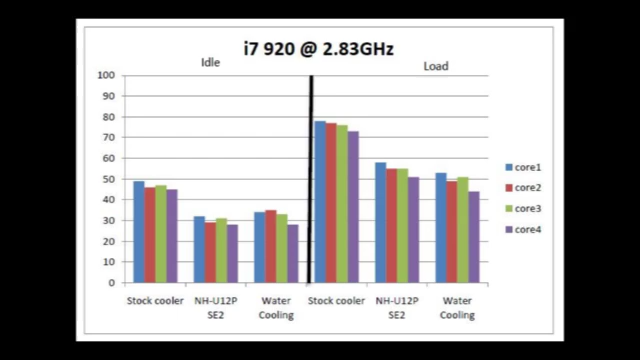 i7 920 @ 2.83GHz
Idle
Load
100
90
80
70
60
50
40
30
20
10
0
core1
core2
core3
core4
Stock cooler
NH-U12P
SE2
Water
Cooling
Stock cooler
NH-U12P
SE2
Water
Cooling